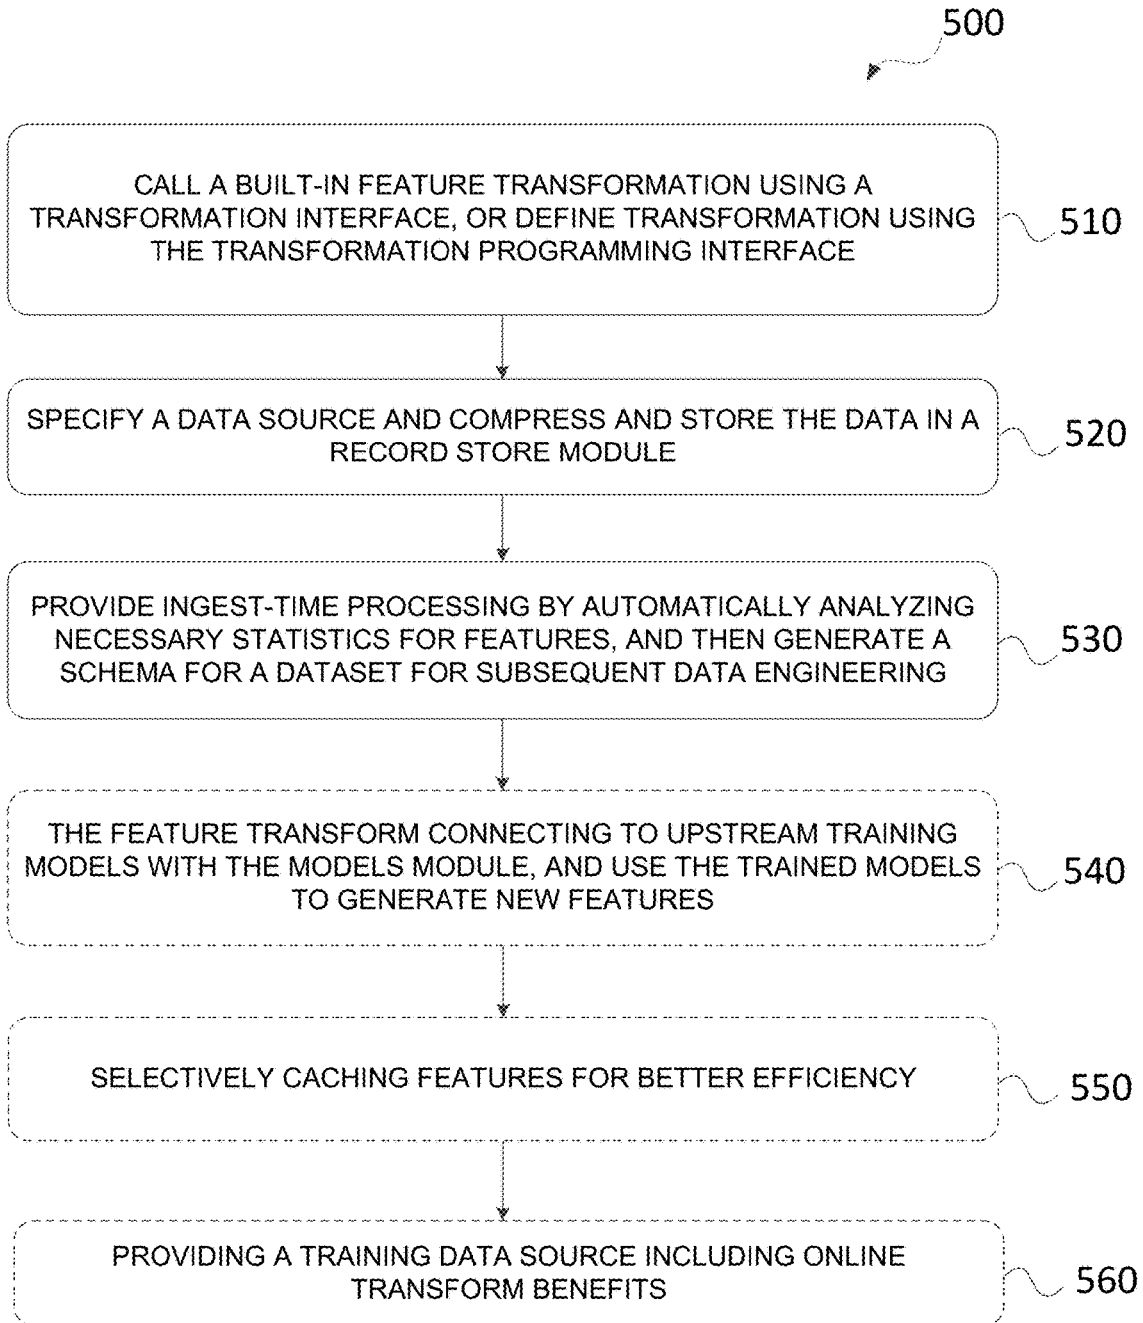 500
CALL A BUILT-IN FEATURE TRANSFORMATION USING A
TRANSFORMATION INTERFACE, OR DEFINE TRANSFORMATION USING
THE TRANSFORMATION PROGRAMMING INTERFACE
510
SPECIFY A DATA SOURCE AND COMPRESS AND STORE THE DATA IN A
RECORD STORE MODULE
520
PROVIDE INGEST-TIME PROCESSING BY AUTOMATICALLY ANALYZING
NECESSARY STATISTICS FOR FEATURES, AND THEN GENERATE A
SCHEMA FOR A DATASET FOR SUBSEQUENT DATA ENGINEERING
530
THE FEATURE TRANSFORM CONNECTING TO UPSTREAM TRAINING
MODELS WITH THE MODELS MODULE, AND USE THE TRAINED MODELS
TO GENERATE NEW FEATURES
540
SELECTIVELY CACHING FEATURES FOR BETTER EFFICIENCY
550
PROVIDING A TRAINING DATA SOURCE INCLUDING ONLINE
TRANSFORM BENEFITS
560